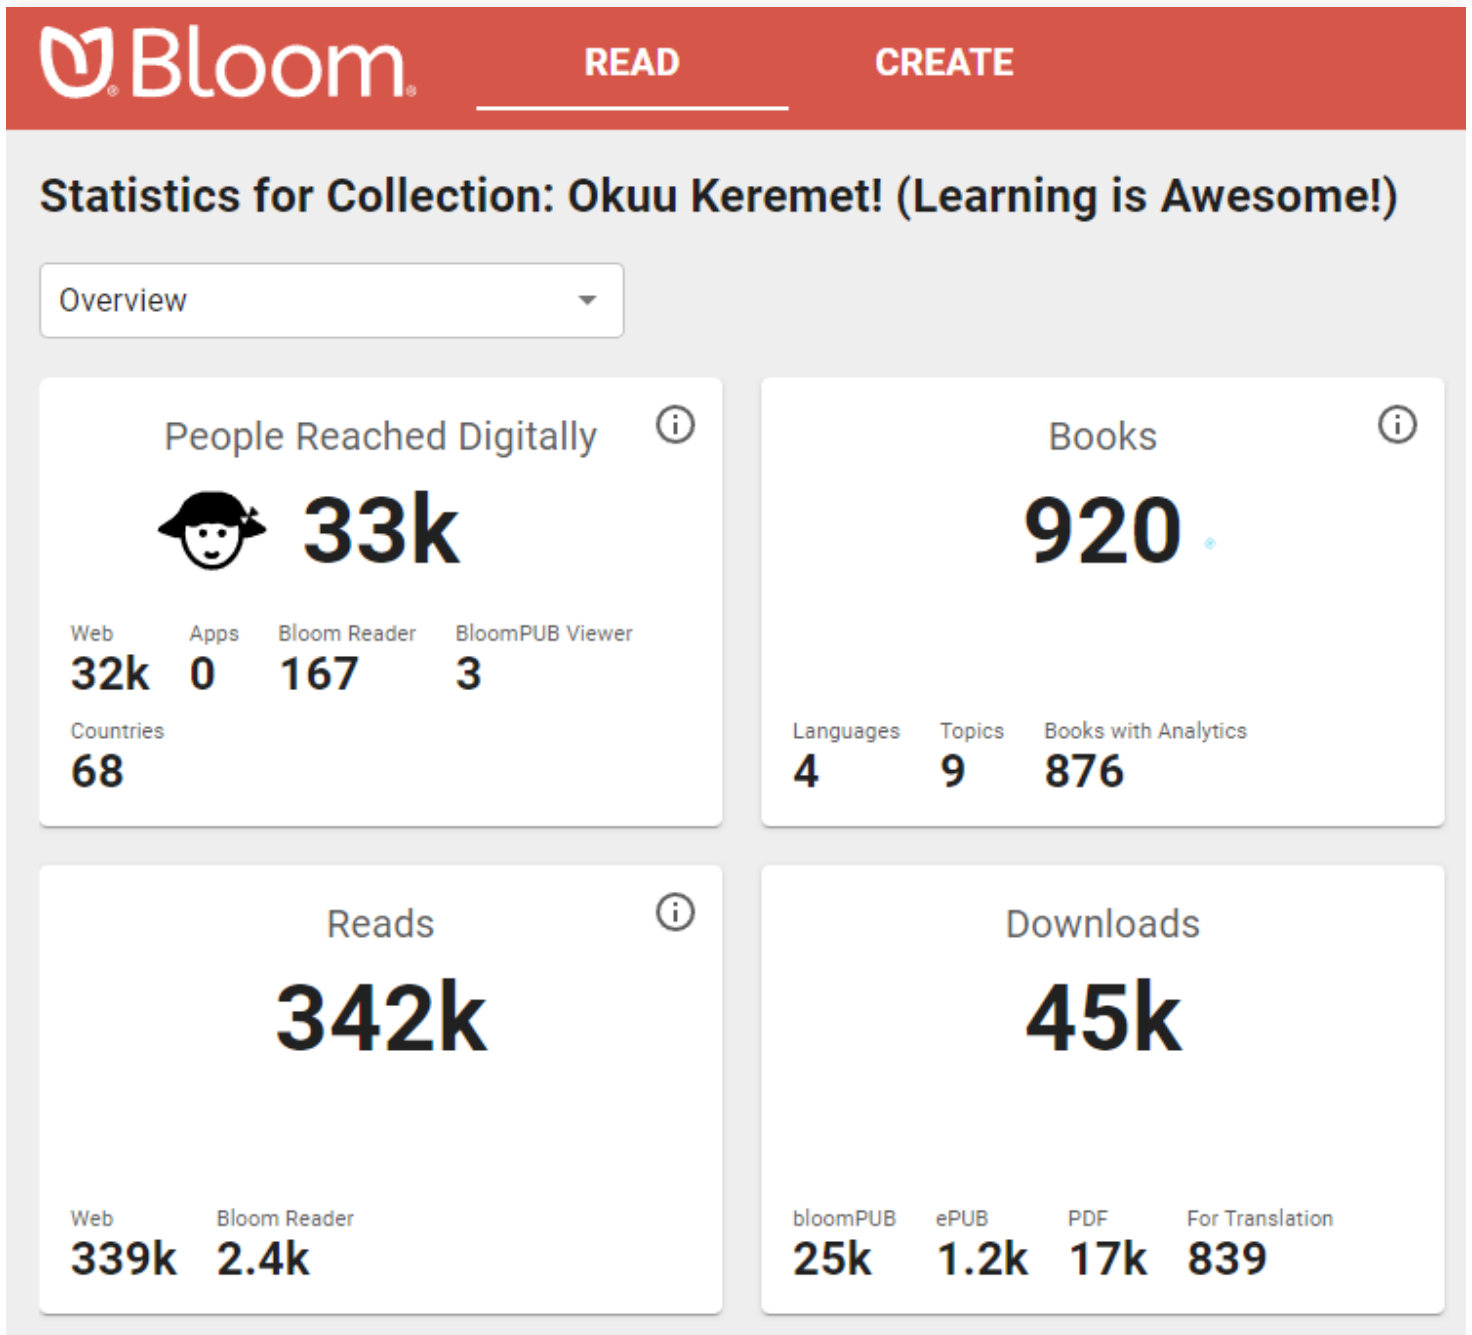 Bloom
READ
CREATE
Statistics for Collection: Okuu Keremet! (Learning is Awesome!)
Overview
People Reached Digitally
33k
Web Apps Bloom Reader BloomPUB Viewer
32k 0 167 3
Countries
68
Books
920
Languages Topics Books with Analytics
4 9 876
Reads
342k
Web Bloom Reader
339k 2.4k
Downloads
45k
bloomPUB ePUB PDF For Translation
25k 1.2k 17k 839